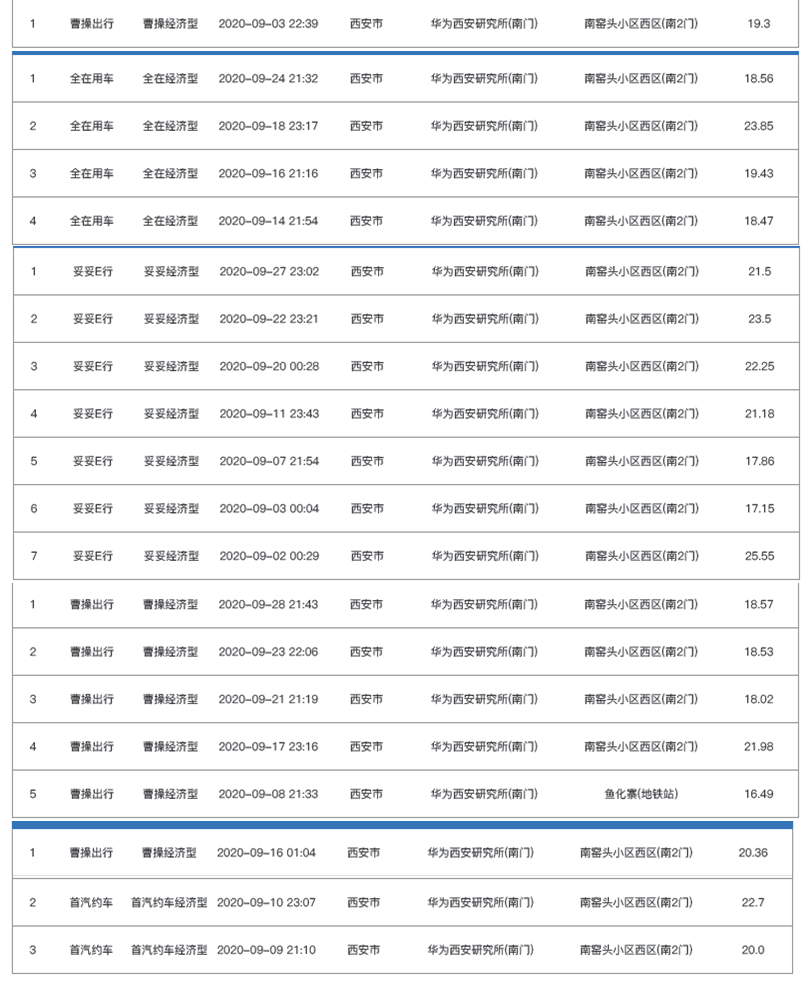 1 曹操出行 曹操经济型 2020-09-03 22:39 西安市 华为西安研究所(南门) 南窑头小区西区(南2门) 19.3
1 全在用车 全在经济型 2020-09-24 21:32 西安市 华为西安研究所(南门) 南窑头小区西区(南2门) 18.56
2 全在用车 全在经济型 2020-09-18 23:17 西安市 华为西安研究所(南门) 南窑头小区西区(南2门) 23.85
3 全在用车 全在经济型 2020-09-16 21:16 西安市 华为西安研究所(南门) 南窑头小区西区(南2门) 19.43
4 全在用车 全在经济型 2020-09-14 21:54 西安市 华为西安研究所(南门) 南窑头小区西区(南2门) 18.47
1 妥妥E行 妥妥经济型 2020-09-27 23:02 西安市 华为西安研究所(南门) 南窑头小区西区(南2门) 21.5
2 妥妥E行 妥妥经济型 2020-09-22 23:21 西安市 华为西安研究所(南门) 南窑头小区西区(南2门) 23.5
3 妥妥E行 妥妥经济型 2020-09-20 00:28 西安市 华为西安研究所(南门) 南窑头小区西区(南2门) 22.25
4 妥妥E行 妥妥经济型 2020-09-11 23:43 西安市 华为西安研究所(南门) 南窑头小区西区(南2门) 21.18
5 妥妥E行 妥妥经济型 2020-09-07 21:54 西安市 华为西安研究所(南门) 南窑头小区西区(南2门) 17.86
6 妥妥E行 妥妥经济型 2020-09-03 00:04 西安市 华为西安研究所(南门) 南窑头小区西区(南2门) 17.15
7 妥妥E行 妥妥经济型 2020-09-02 00:29 西安市 华为西安研究所(南门) 南窑头小区西区(南2门) 25.55
1 曹操出行 曹操经济型 2020-09-28 21:43 西安市 华为西安研究所(南门) 南窑头小区西区(南2门) 18.57
2 曹操出行 曹操经济型 2020-09-23 22:06 西安市 华为西安研究所(南门) 南窑头小区西区(南2门) 18.53
3 曹操出行 曹操经济型 2020-09-21 21:19 西安市 华为西安研究所(南门) 南窑头小区西区(南2门) 18.02
4 曹操出行 曹操经济型 2020-09-17 23:16 西安市 华为西安研究所(南门) 南窑头小区西区(南2门) 21.98
5 曹操出行 曹操经济型 2020-09-08 21:33 西安市 华为西安研究所(南门) 鱼化寨(地铁站) 16.49
1 曹操出行 曹操经济型 2020-09-16 01:04 西安市 华为西安研究所(南门) 南窑头小区西区(南2门) 20.36
2 首汽约车 首汽约车经济型 2020-09-10 23:07 西安市 华为西安研究所(南门) 南窑头小区西区(南2门) 22.7
3 首汽约车 首汽约车经济型 2020-09-09 21:10 西安市 华为西安研究所(南门) 南窑头小区西区(南2门) 20.0